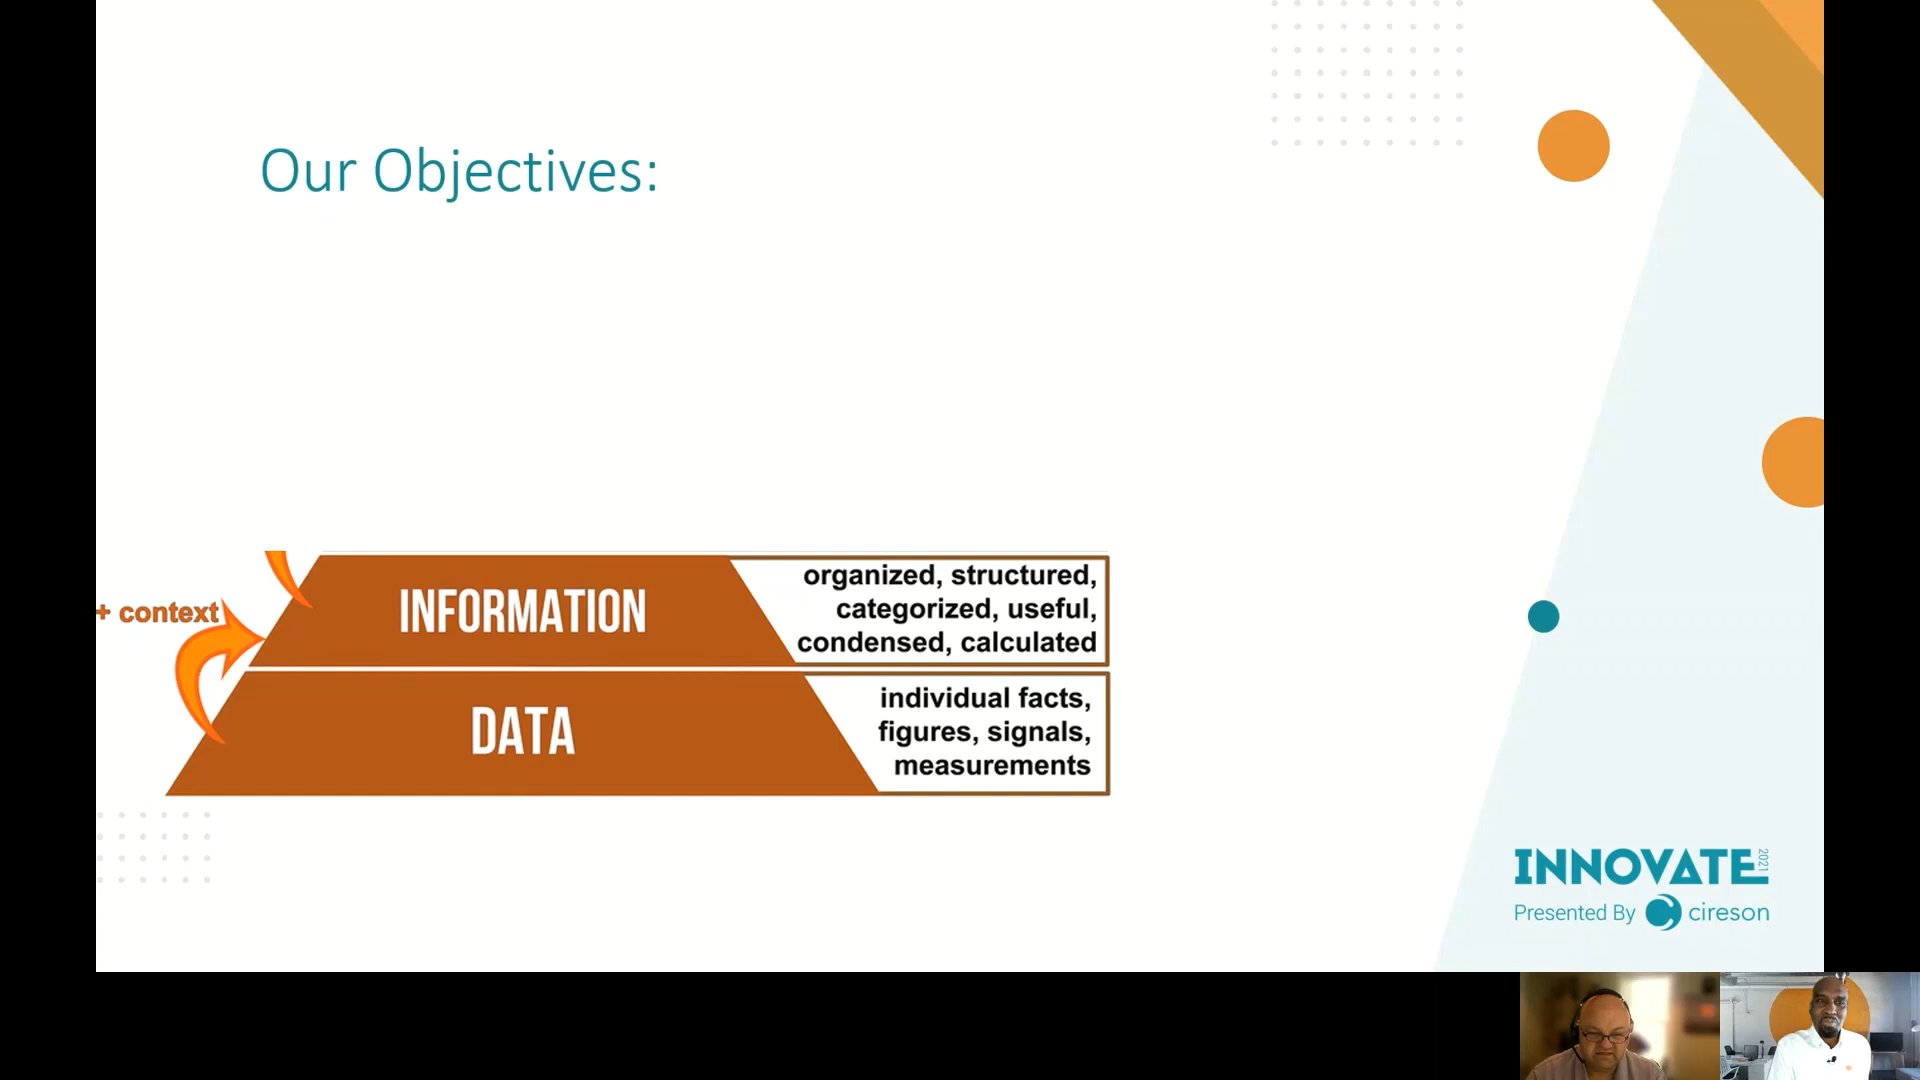 Our Objectives:
+ context
INFORMATION
organized, structured,
categorized, useful,
condensed, calculated
DATA
individual facts,
figures, signals,
measurements
INNOVATE 2021
Presented By cireson